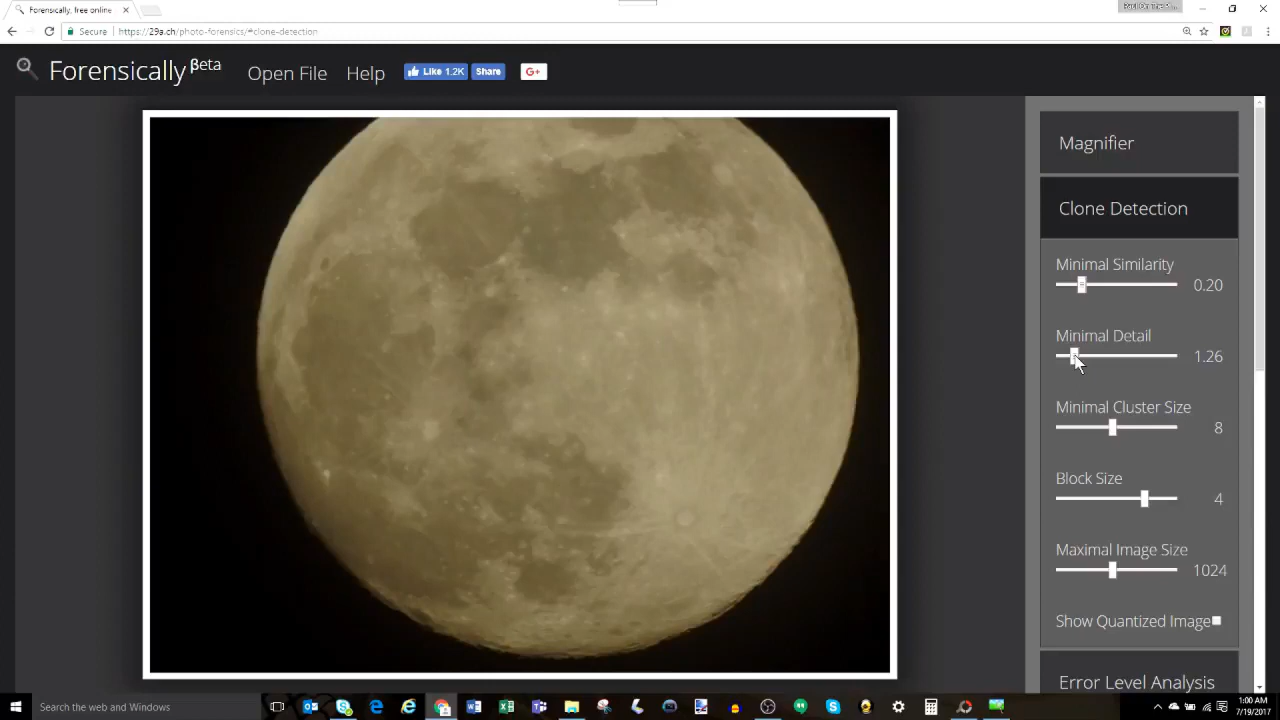 Forensically, free online
Secure
https://29a.ch/photo-forensics/#clone-detection
Forensically βeta
Open File
Help
Like 1.2K
Share
G+
Magnifier
Clone Detection
Minimal Similarity
0.20
Minimal Detail
1.26
Minimal Cluster Size
8
Block Size
4
Maximal Image Size
1024
Show Quantized Image
Error Level Analysis
Search the web and Windows
1:00 AM
7/19/2017